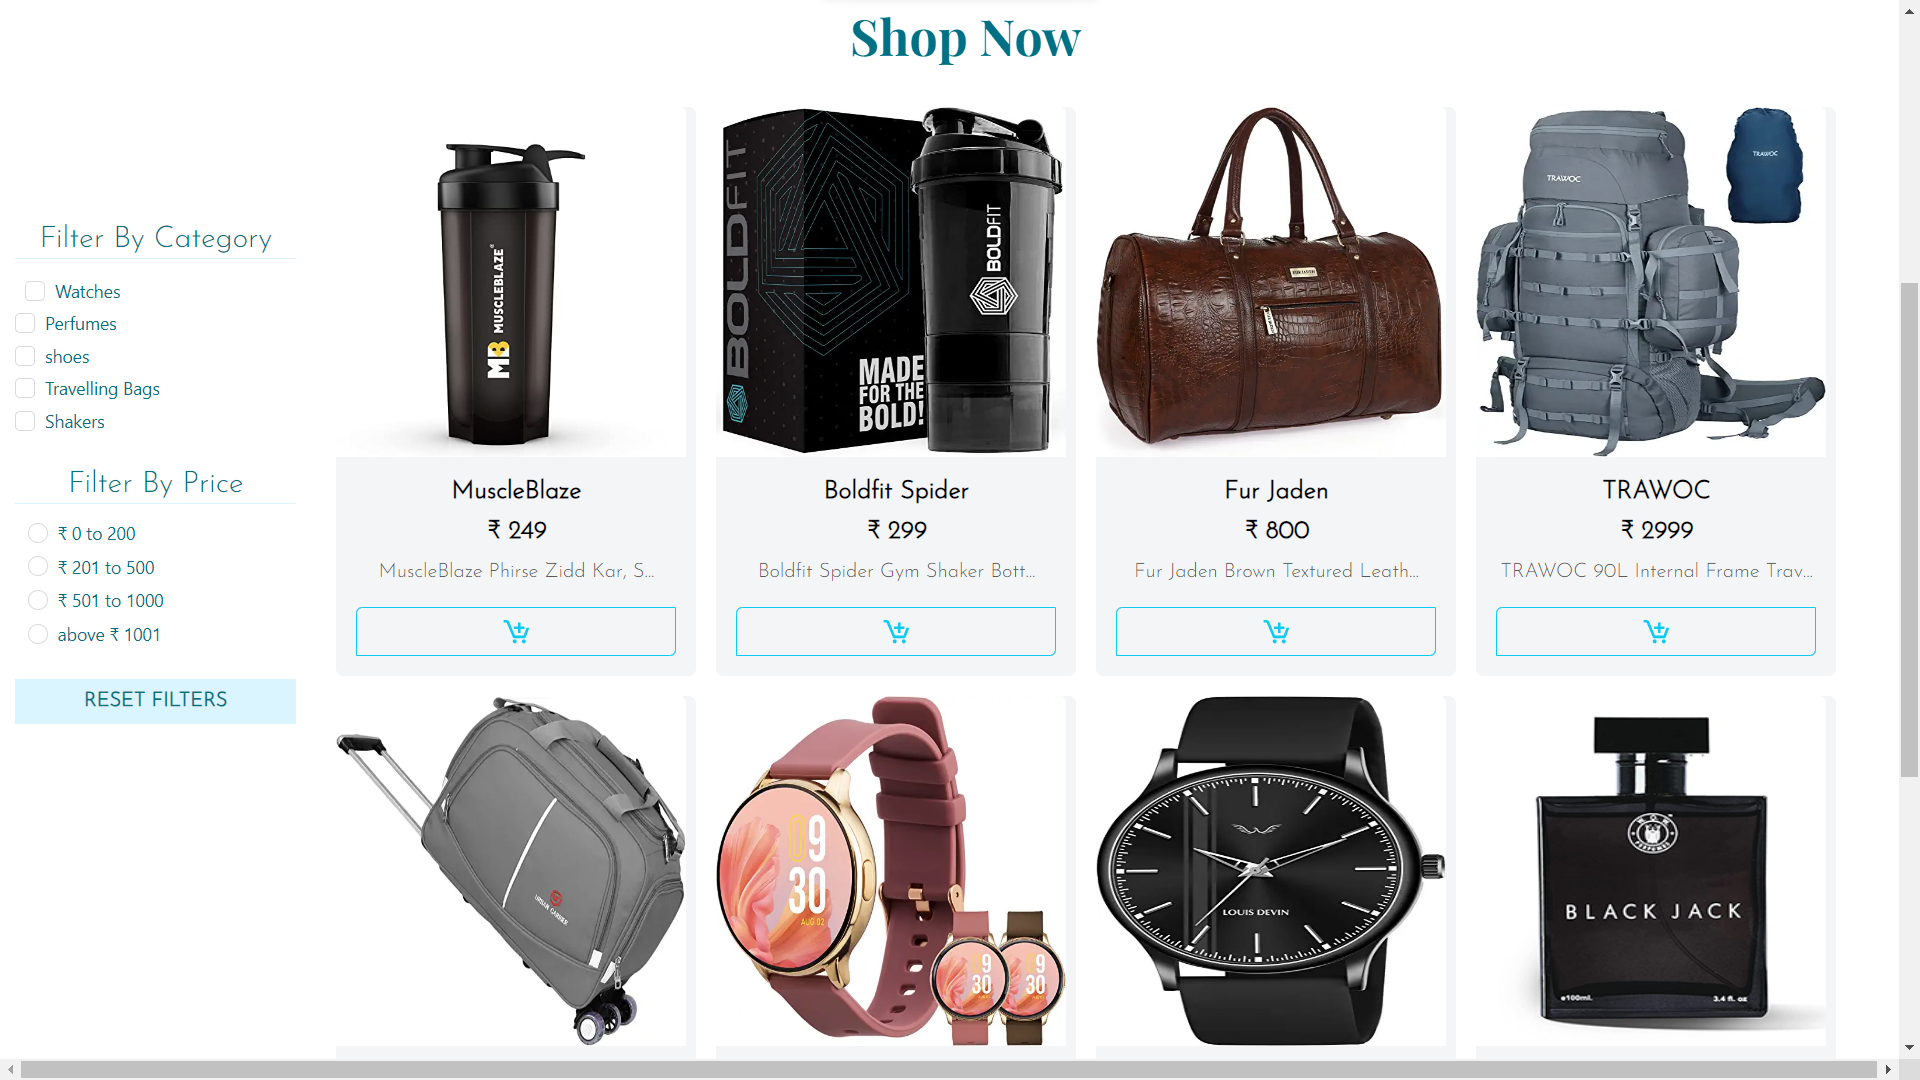 Shop Now
Filter By Category
Watches
Perfumes
shoes
Travelling Bags
Shakers
Filter By Price
₹ 0 to 200
₹ 201 to 500
₹ 501 to 1000
above ₹ 1001
RESET FILTERS
MB MUSCLEBLAZE
MuscleBlaze
₹ 249
MuscleBlaze Phirse Zidd Kar, S...
BOLDFIT
BOLDFIT
MADE
FOR THE
BOLD!
Boldfit Spider
₹ 299
Boldfit Spider Gym Shaker Bott...
Fur Jaden
₹ 800
Fur Jaden Brown Textured Leath...
TRAWOC
TRAWOC
TRAWOC
₹ 2999
TRAWOC 90L Internal Frame Trav...
URBAN CARRIER
09
30
AUG 02
09
30
09
30
LOUIS DEVIN
PERFUMES
BLACK JACK
e100ml.
3.4 fl. oz